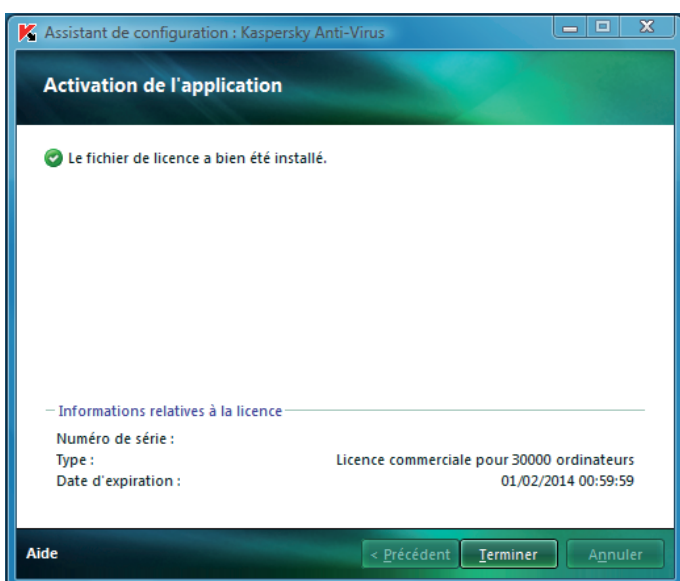 Assistant de configuration : Kaspersky Anti-Virus
Activation de l'application
Le fichier de licence a bien été installé.
Informations relatives à la licence
Numéro de série :
Type : Licence commerciale pour 30000 ordinateurs
Date d'expiration : 01/02/2014 00:59:59
Aide < Précédent Terminer Annuler